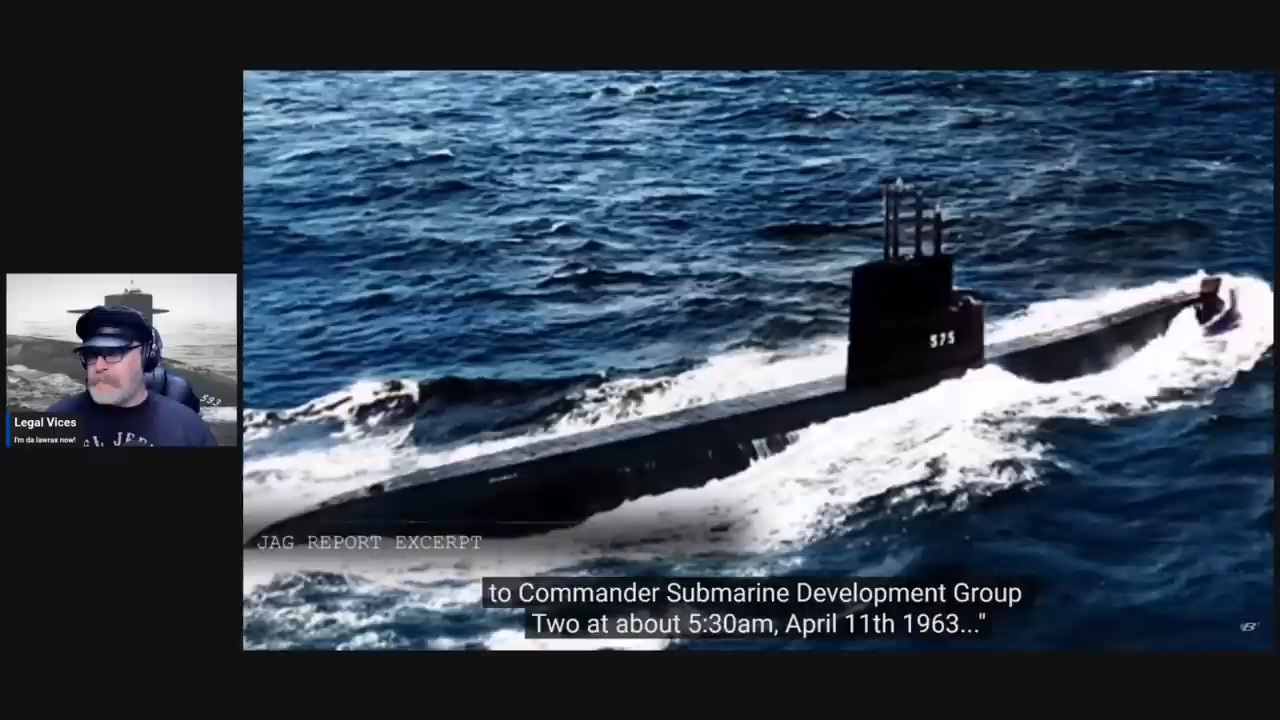 575
593
Legal Vices
I'm da lawrax now!
JAG REPORT EXCERPT
to Commander Submarine Development Group
Two at about 5:30am, April 11th 1963..."